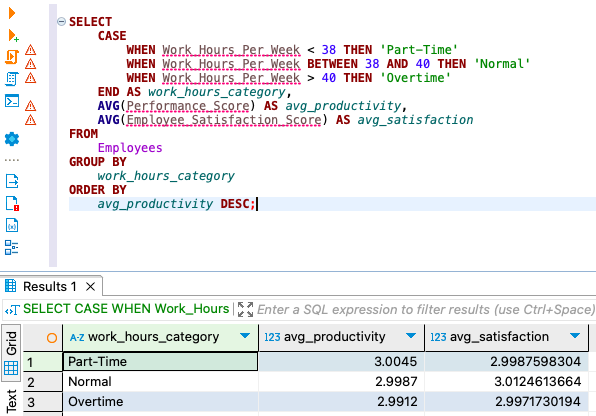 SELECT
CASE
WHEN Work_Hours_Per_Week < 38 THEN 'Part-Time'
WHEN Work_Hours_Per_Week BETWEEN 38 AND 40 THEN 'Normal'
WHEN Work_Hours_Per_Week > 40 THEN 'Overtime'
END AS work_hours_category,
AVG(Performance_Score) AS avg_productivity,
AVG(Employee_Satisfaction_Score) AS avg_satisfaction
FROM
Employees
GROUP BY
work_hours_category
ORDER BY
avg_productivity DESC;
Results 1 ×
SELECT CASE WHEN Work_Hours Enter a SQL expression to filter results (use Ctrl+Space)
Grid
Text
A-Z work_hours_category 123 avg_productivity 123 avg_satisfaction
1 Part-Time 3.0045 2.9987598304
2 Normal 2.9987 3.0124613664
3 Overtime 2.9912 2.9971730194